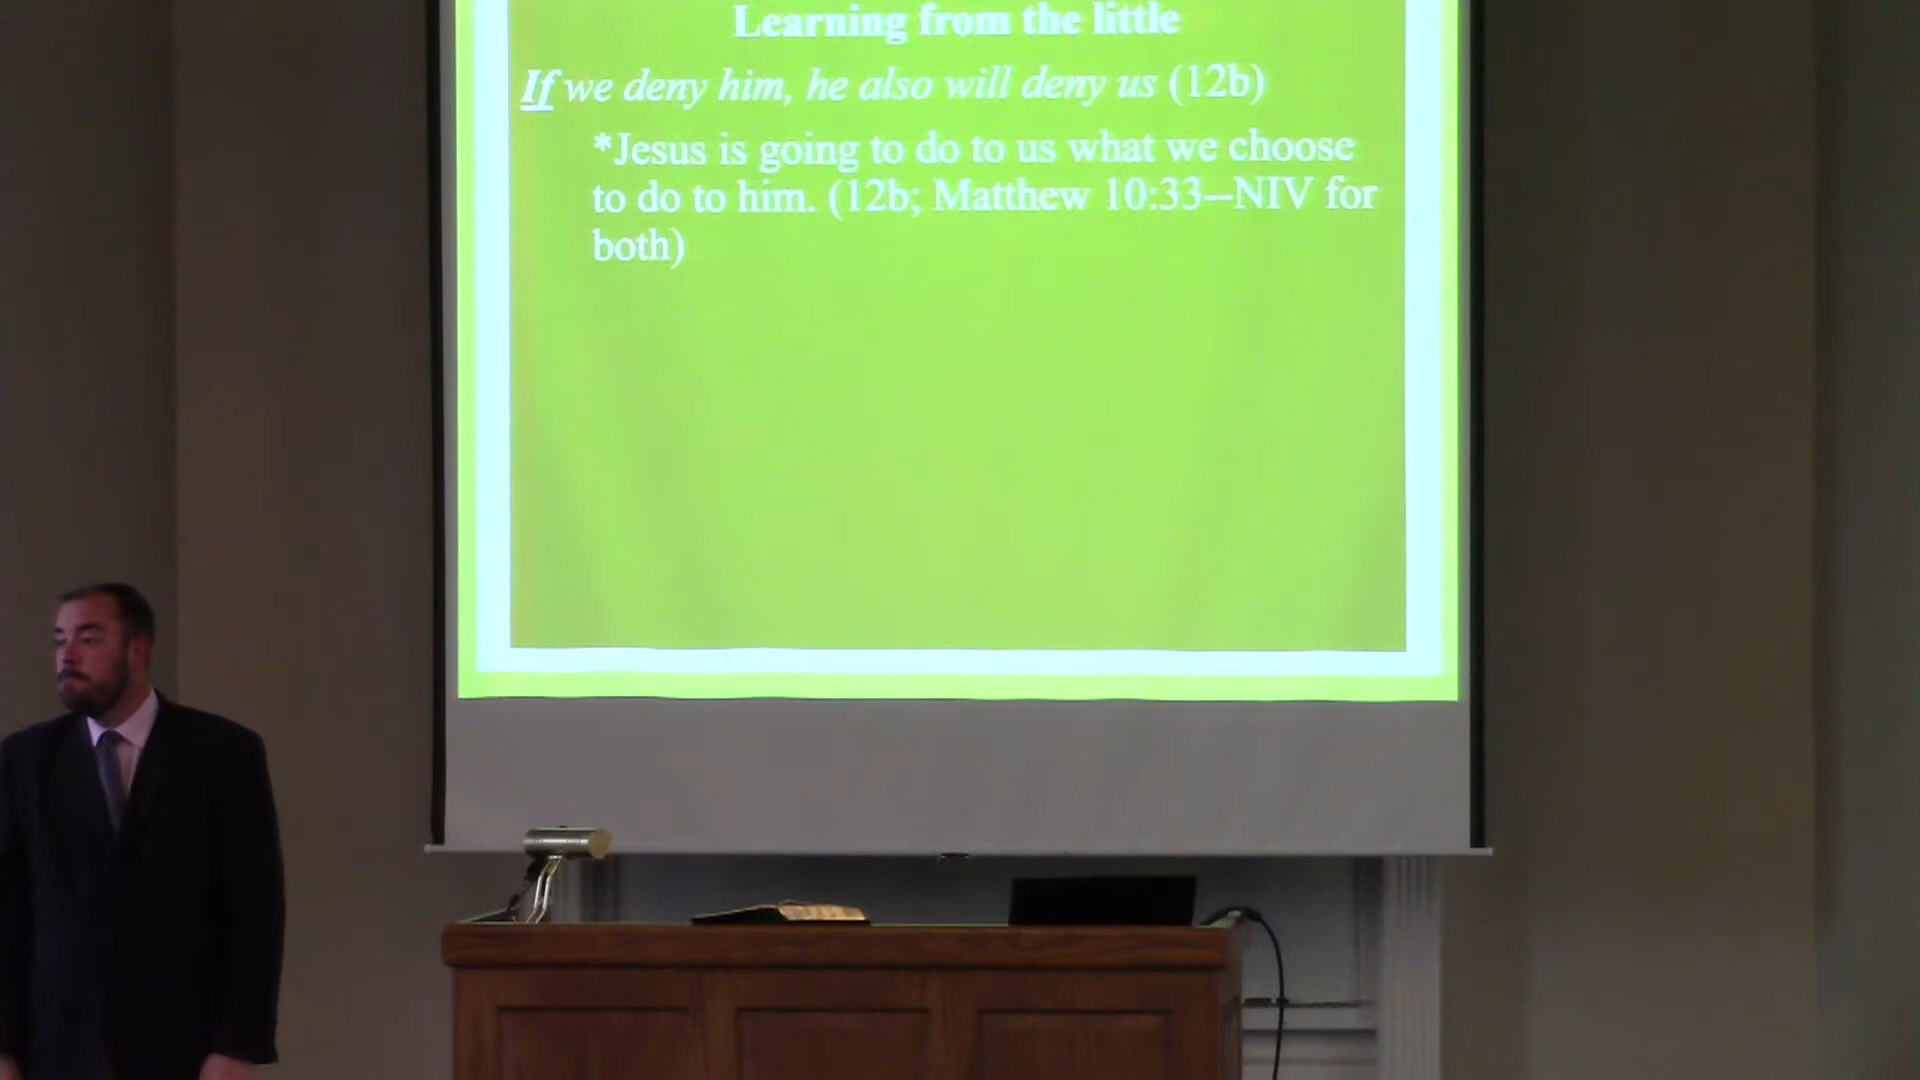 Learning from the little
If we deny him, he also will deny us (12b)
*Jesus is going to do to us what we choose
to do to him. (12b; Matthew 10:33--NIV for
both)